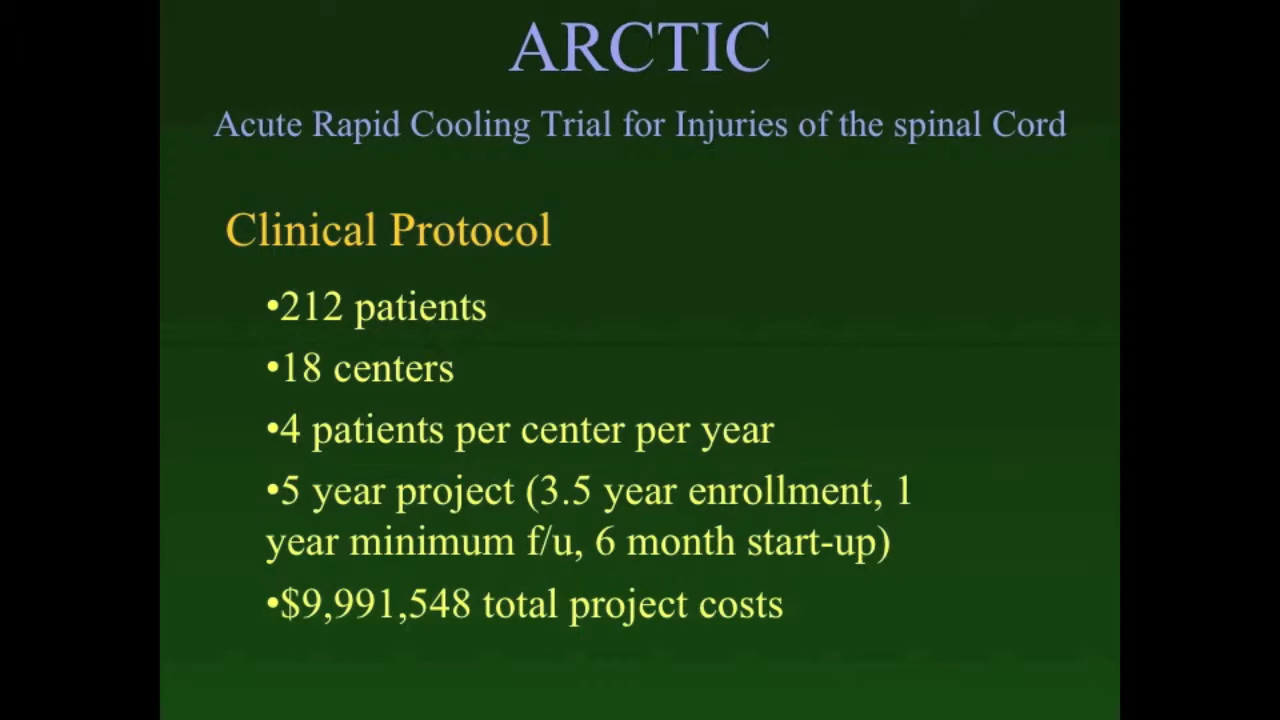 ARCTIC
Acute Rapid Cooling Trial for Injuries of the spinal Cord
Clinical Protocol
•212 patients
•18 centers
•4 patients per center per year
•5 year project (3.5 year enrollment, 1
year minimum f/u, 6 month start-up)
•$9,991,548 total project costs